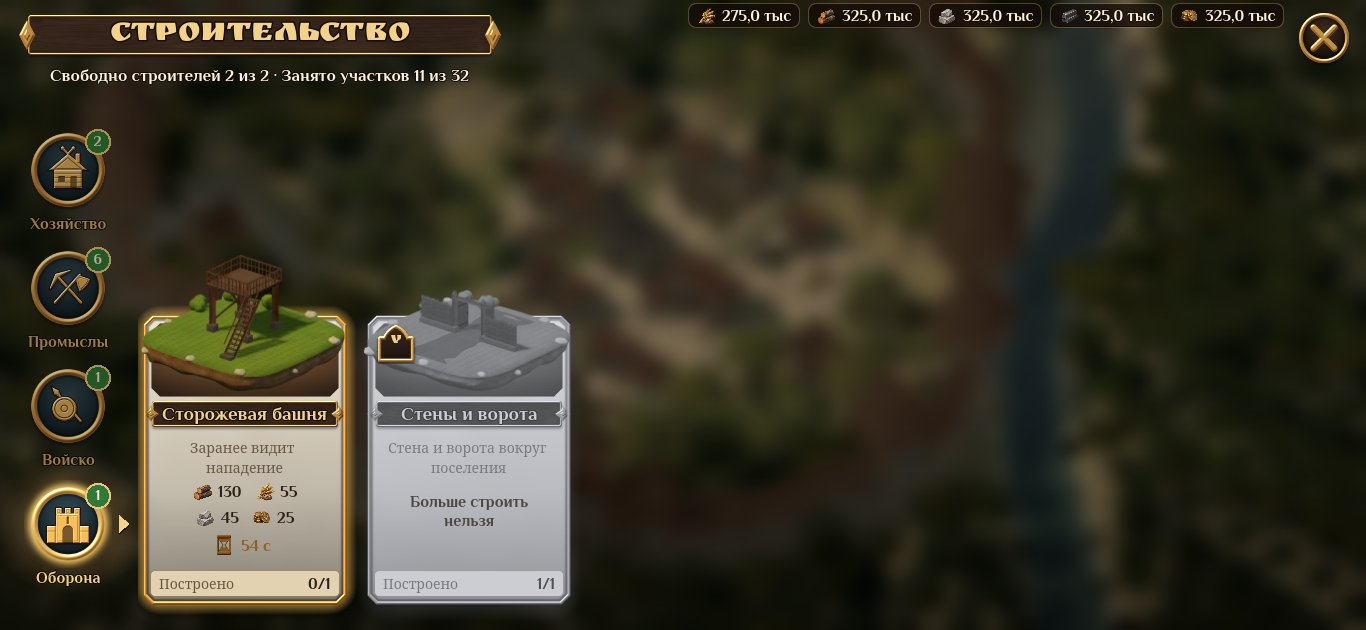 СТРОИТЕЛЬСТВО
275,0 тыс
325,0 тыс
325,0 тыс
325,0 тыс
325,0 тыс
Свободно строителей 2 из 2 · Занято участков 11 из 32
2
Хозяйство
6
Промыслы
1
Войско
1
Оборона
Сторожевая башня
Заранее видит
нападение
130 55
45 25
54 с
Построено 0/1
V
Стены и ворота
Стена и ворота вокруг
поселения
Больше строить
нельзя
Построено 1/1